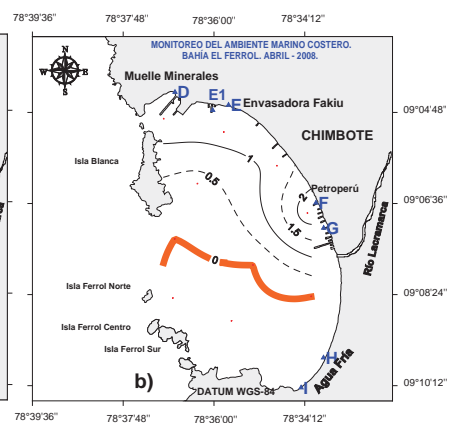 78°39'36" 78°37'48" 78°36'00" 78°34'12"
MONITOREO DEL AMBIENTE MARINO COSTERO.
BAHÍA EL FERROL. ABRIL - 2008.
N
W E
S
Muelle Minerales
D
E1
E
Envasadora Fakiu
09°04'48"
CHIMBOTE
Isla Blanca
1
0.5
Petroperú
2
F
09°06'36"
1.5
G
Río Lacramarca
0
Isla Ferrol Norte
09°08'24"
Isla Ferrol Centro
Isla Ferrol Sur
H
Agua Fría
b)
DATUM WGS-84
I
09°10'12"
78°39'36" 78°37'48" 78°36'00" 78°34'12"